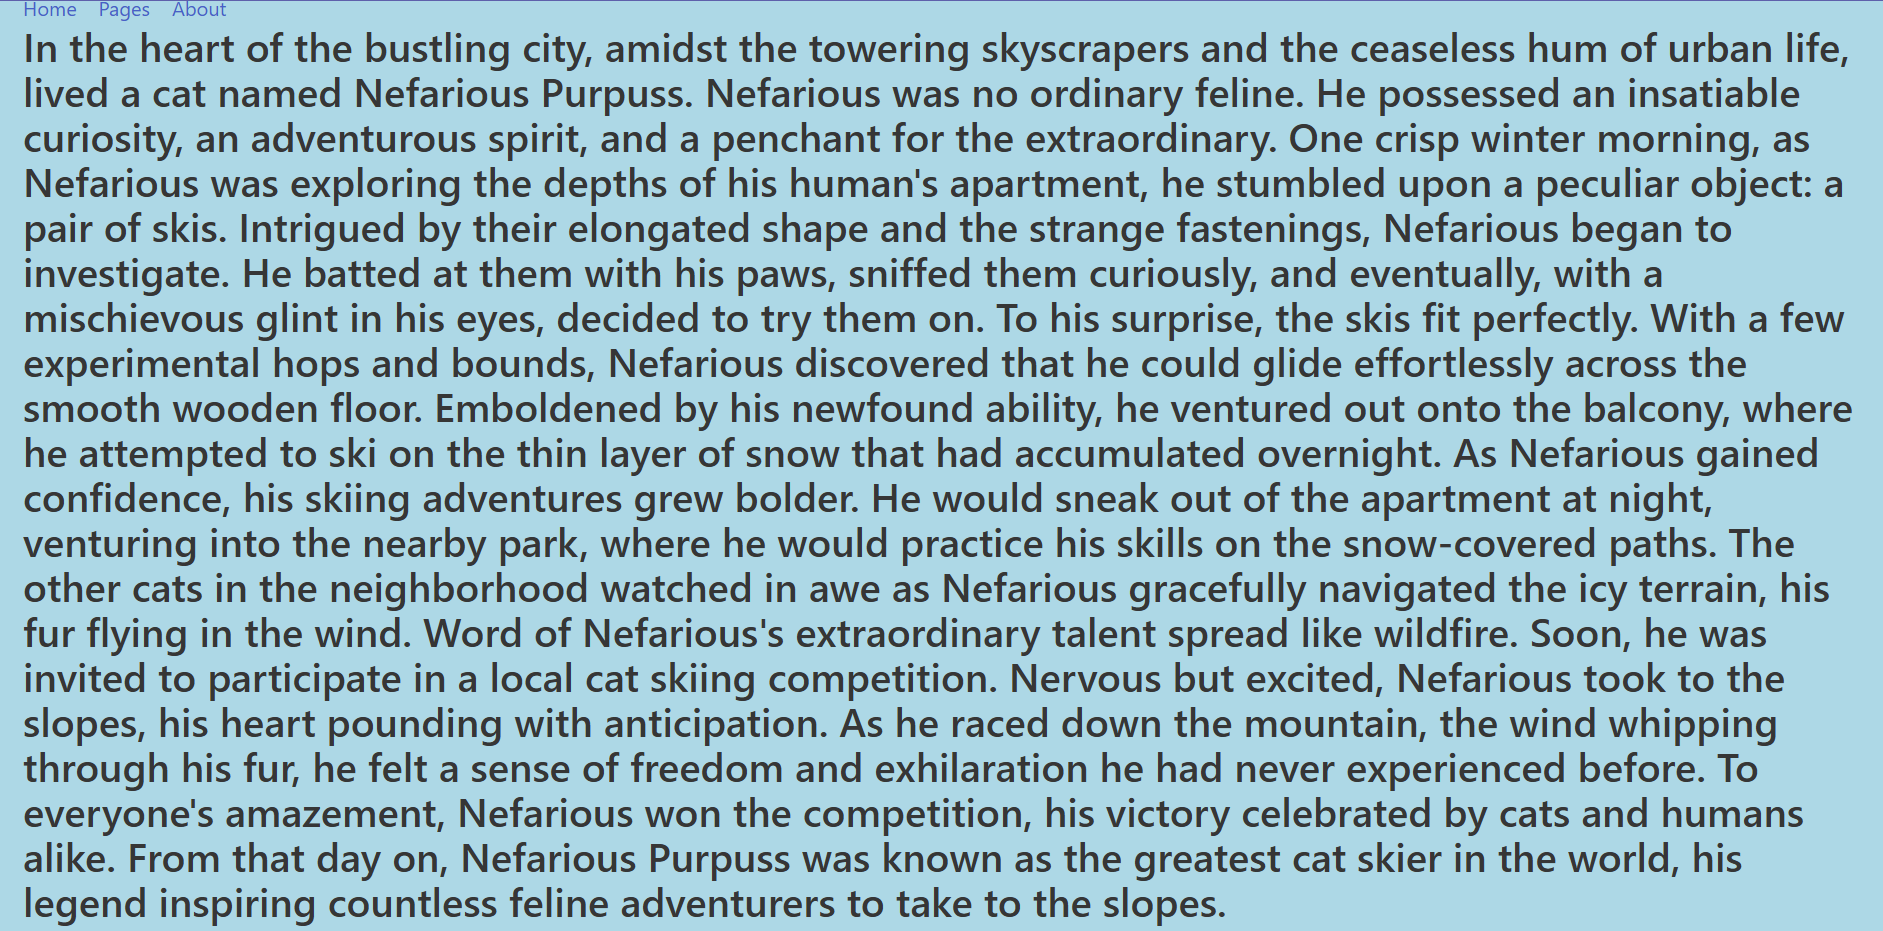 Home Pages About
In the heart of the bustling city, amidst the towering skyscrapers and the ceaseless hum of urban life,
lived a cat named Nefarious Purpuss. Nefarious was no ordinary feline. He possessed an insatiable
curiosity, an adventurous spirit, and a penchant for the extraordinary. One crisp winter morning, as
Nefarious was exploring the depths of his human's apartment, he stumbled upon a peculiar object: a
pair of skis. Intrigued by their elongated shape and the strange fastenings, Nefarious began to
investigate. He batted at them with his paws, sniffed them curiously, and eventually, with a
mischievous glint in his eyes, decided to try them on. To his surprise, the skis fit perfectly. With a few
experimental hops and bounds, Nefarious discovered that he could glide effortlessly across the
smooth wooden floor. Emboldened by his newfound ability, he ventured out onto the balcony, where
he attempted to ski on the thin layer of snow that had accumulated overnight. As Nefarious gained
confidence, his skiing adventures grew bolder. He would sneak out of the apartment at night,
venturing into the nearby park, where he would practice his skills on the snow-covered paths. The
other cats in the neighborhood watched in awe as Nefarious gracefully navigated the icy terrain, his
fur flying in the wind. Word of Nefarious's extraordinary talent spread like wildfire. Soon, he was
invited to participate in a local cat skiing competition. Nervous but excited, Nefarious took to the
slopes, his heart pounding with anticipation. As he raced down the mountain, the wind whipping
through his fur, he felt a sense of freedom and exhilaration he had never experienced before. To
everyone's amazement, Nefarious won the competition, his victory celebrated by cats and humans
alike. From that day on, Nefarious Purpuss was known as the greatest cat skier in the world, his
legend inspiring countless feline adventurers to take to the slopes.